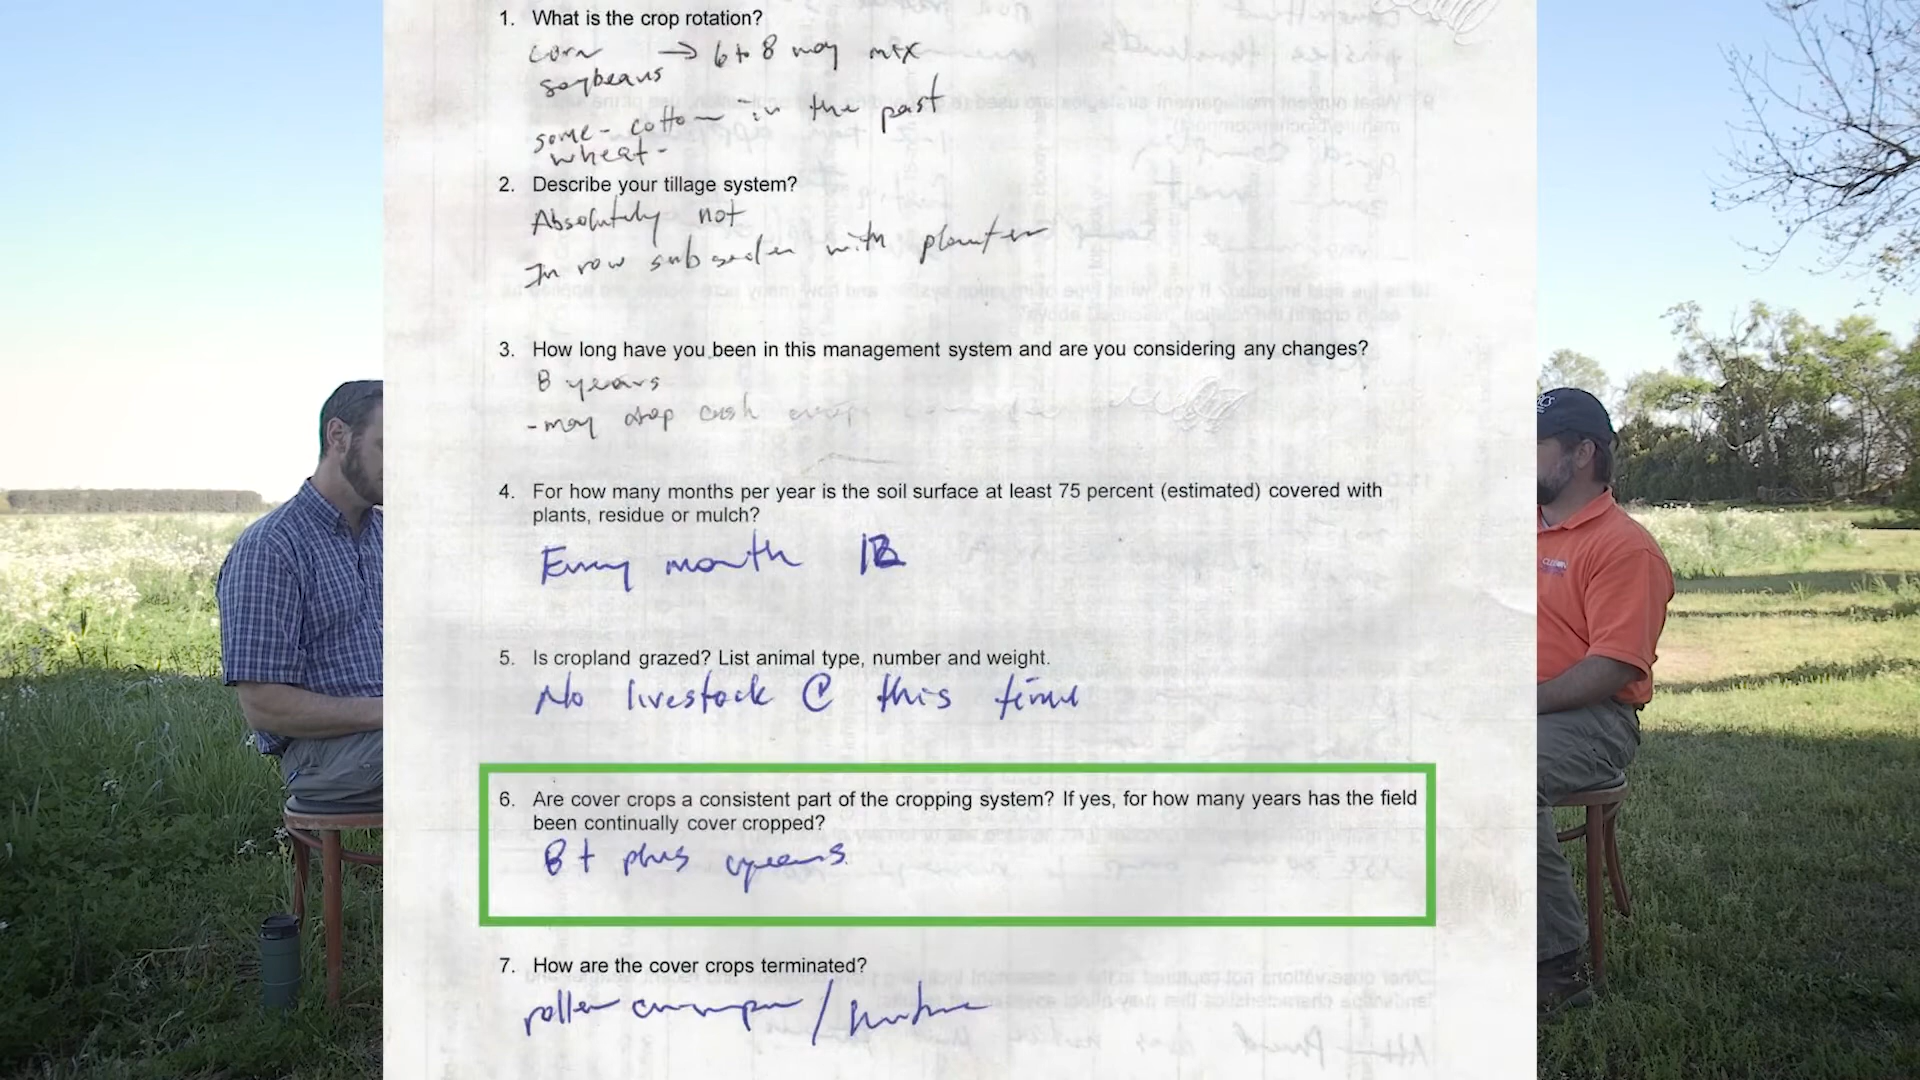 1. What is the crop rotation?
corn → 6 to 8 way mix
soybeans
some - cotton in the past
wheat -
2. Describe your tillage system?
Absolutely not
In row subsoiler with planter
3. How long have you been in this management system and are you considering any changes?
8 years
- may drop cash crops
4. For how many months per year is the soil surface at least 75 percent (estimated) covered with
plants, residue or mulch?
Every month 12
5. Is cropland grazed? List animal type, number and weight.
No livestock @ this time
6. Are cover crops a consistent part of the cropping system? If yes, for how many years has the field
been continually cover cropped?
8+ plus years
7. How are the cover crops terminated?
roller crimper /